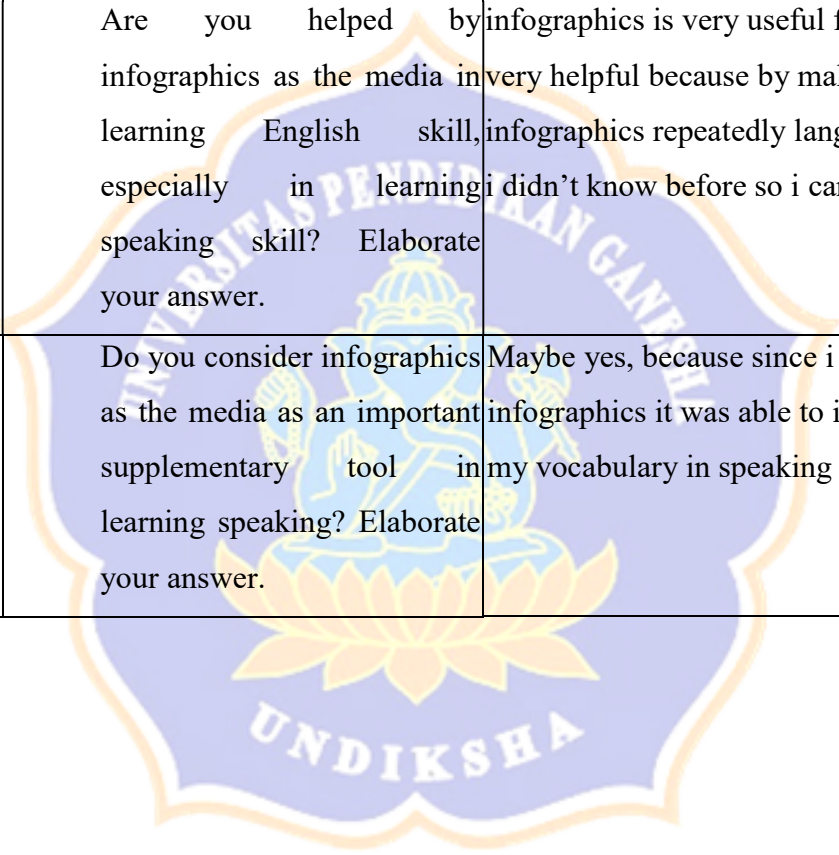 Are you helped by
infographics as the media in
learning English skill,
especially in learning
speaking skill? Elaborate
your answer.
infographics is very useful
very helpful because by
infographics repeatedly
i didn’t know before so i
Do you consider infographics
as the media as an important
supplementary tool in
learning speaking? Elaborate
your answer.
Maybe yes, because since i
infographics it was able to
my vocabulary in speaking
UNIVERSITAS PENDIDIKAN GANESHA
UNDIKSHA